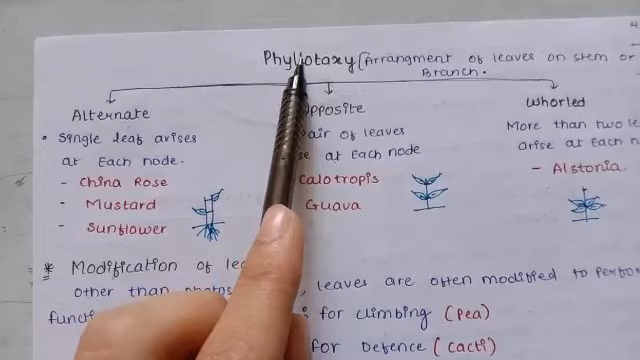 Phyllotaxy [Arrangment of leaves on stem or
Branch.
Alternate
Opposite
Whorled
• Single leaf arises
at Each node.
- China Rose
- Mustard
- Sunflower
air of leaves
se at Each node
Calotropis
Guava
More than two le
arise at Each n
- Alstonia.
* Modification of le
other than photos , leaves are often modified to perfor
functi s for climbing (pea)
for Defence (cacti)